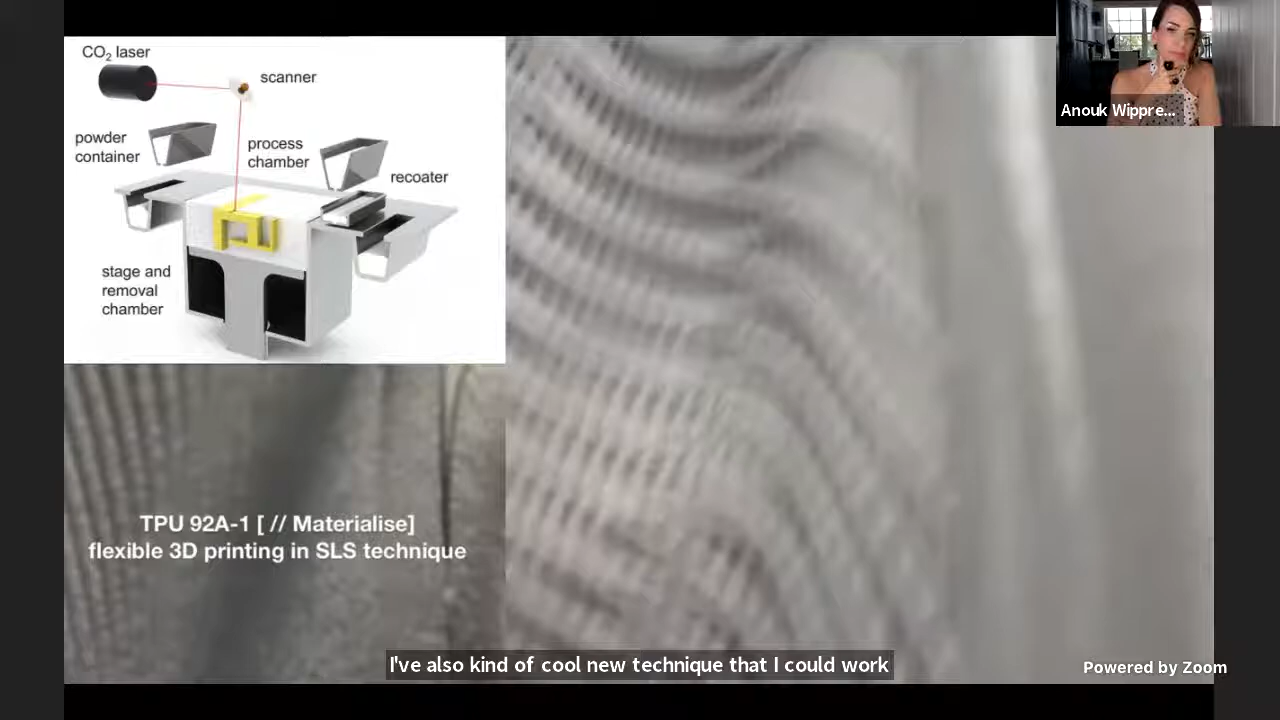 CO₂ laser
scanner
powder
container
process
chamber
recoater
stage and
removal
chamber
TPU 92A-1 [ // Materialise]
flexible 3D printing in SLS technique
Anouk Wippre...
I've also kind of cool new technique that I could work
Powered by Zoom